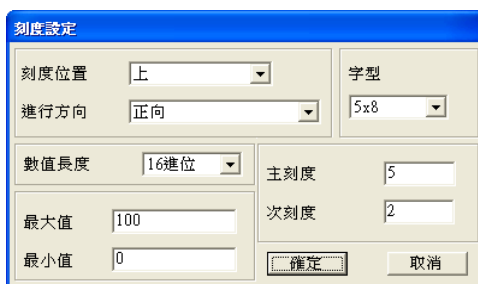 刻度設定
刻度位置 上
進行方向 正向
字型
5x8
數值長度 16進位
最大值 100
最小值 0
主刻度 5
次刻度 2
確定 取消